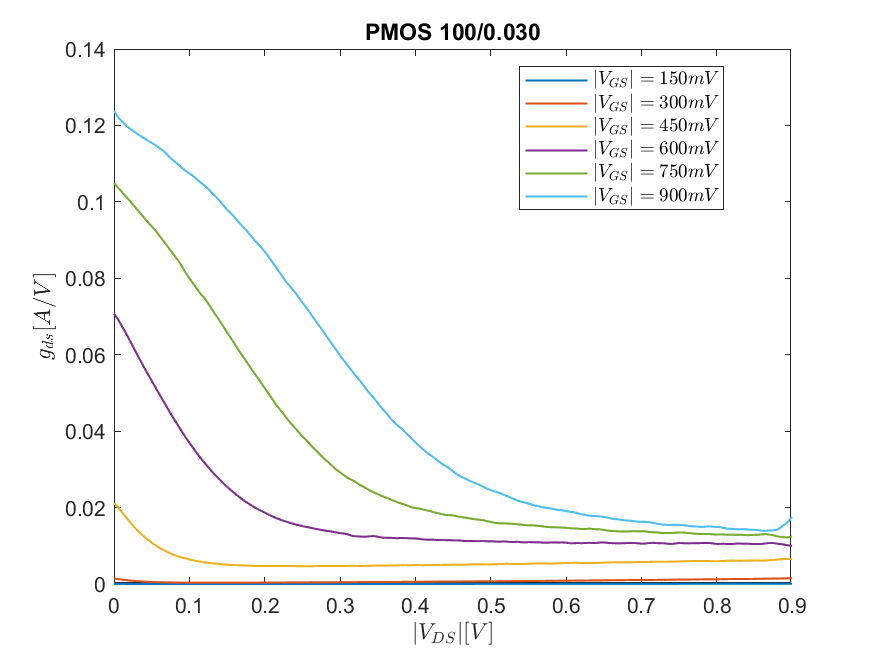 PMOS 100/0.030
0.14
0.12
0.1
0.08
0.06
0.04
0.02
0
g_{ds}[A/V]
|V_{GS}| = 150mV
|V_{GS}| = 300mV
|V_{GS}| = 450mV
|V_{GS}| = 600mV
|V_{GS}| = 750mV
|V_{GS}| = 900mV
0 0.1 0.2 0.3 0.4 0.5 0.6 0.7 0.8 0.9
|V_{DS}|[V]